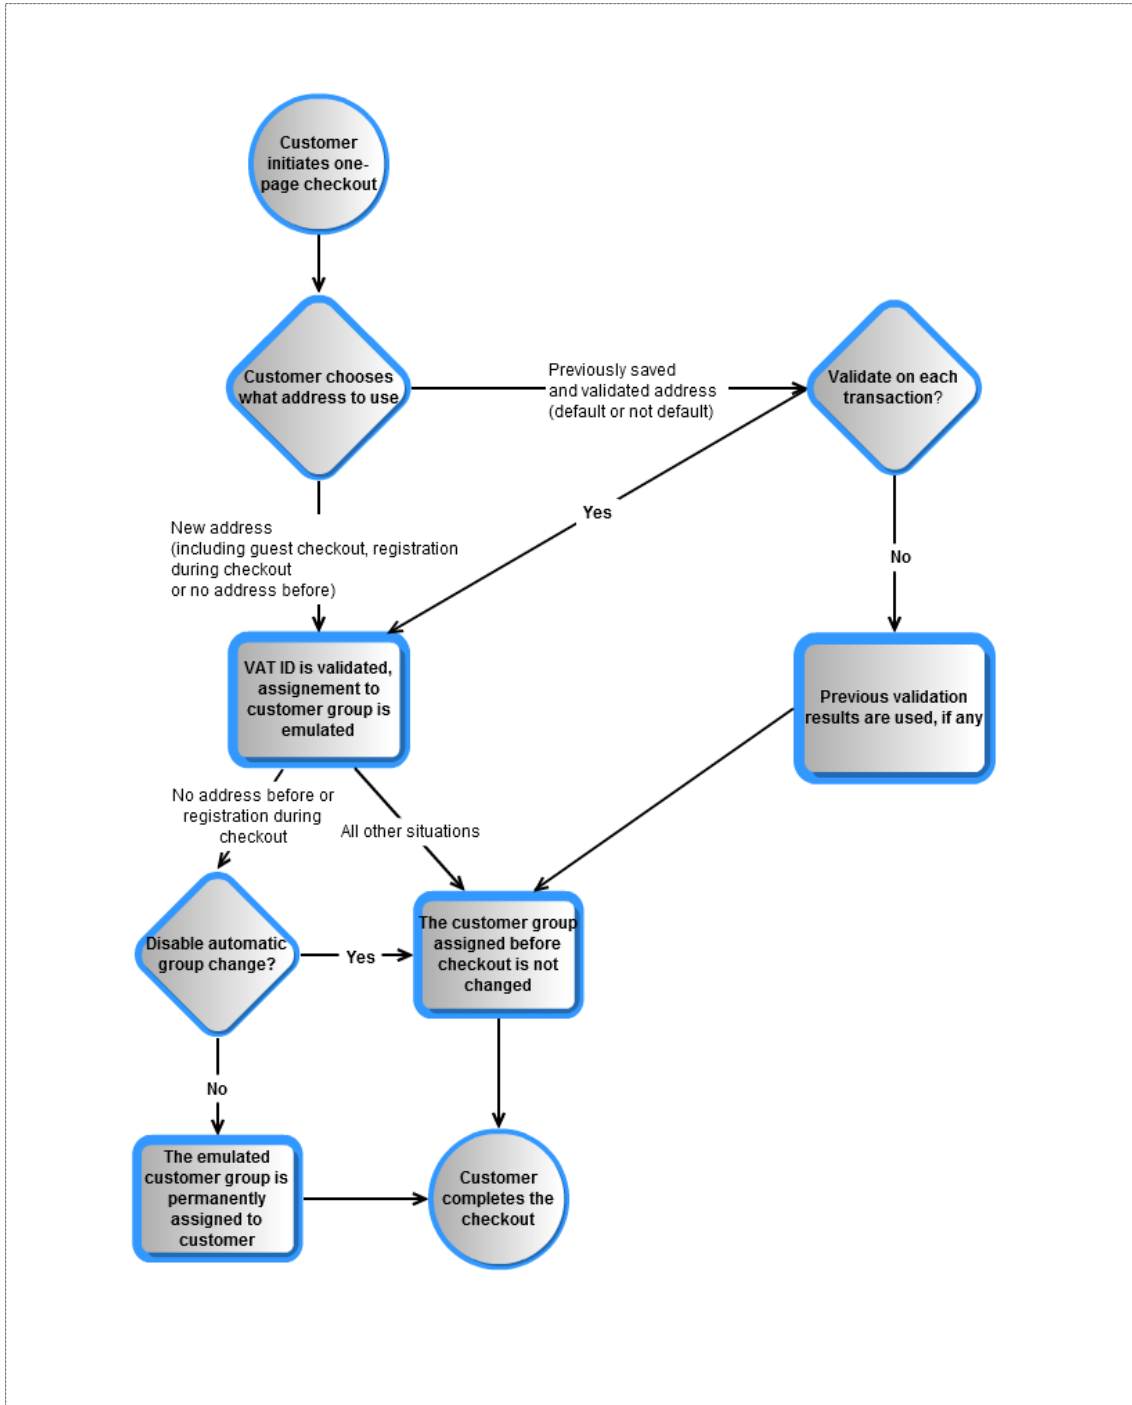 Customer
initiates one-
page checkout
Customer chooses
what address to use
Previously saved
and validated address
(default or not default)
Validate on each
transaction?
Yes
New address
(including guest checkout, registration
during checkout
or no address before)
No
VAT ID is validated,
assignement to
customer group is
emulated
Previous validation
results are used, if any
No address before or
registration during
checkout
All other situations
Disable automatic
group change?
Yes
The customer group
assigned before
checkout is not
changed
No
The emulated
customer group is
permanently
assigned to
customer
Customer
completes the
checkout